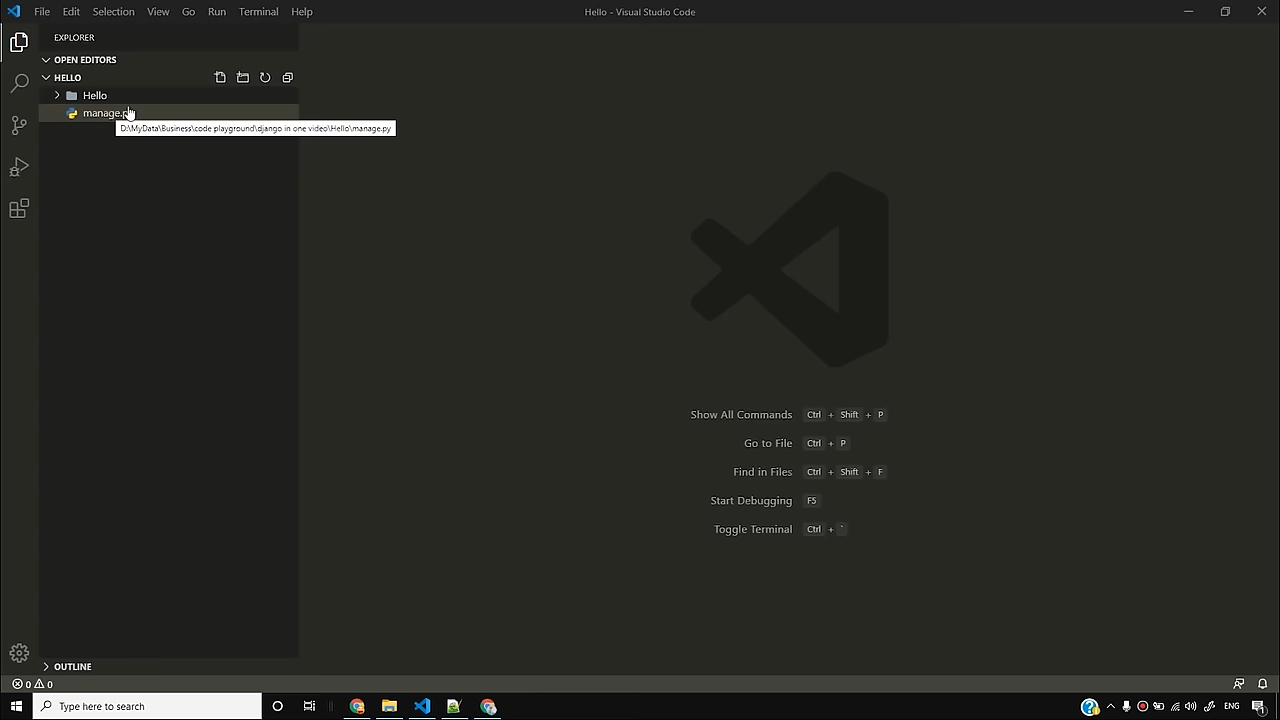 File Edit Selection View Go Run Terminal Help
Hello - Visual Studio Code
EXPLORER
OPEN EDITORS
HELLO
Hello
manage.
D:\MyData\Business\code playground\django in one video\Hello\manage.py
Show All Commands Ctrl + Shift + P
Go to File Ctrl + P
Find in Files Ctrl + Shift + F
Start Debugging F5
Toggle Terminal Ctrl + `
OUTLINE
0 0
Type here to search
ENG
1